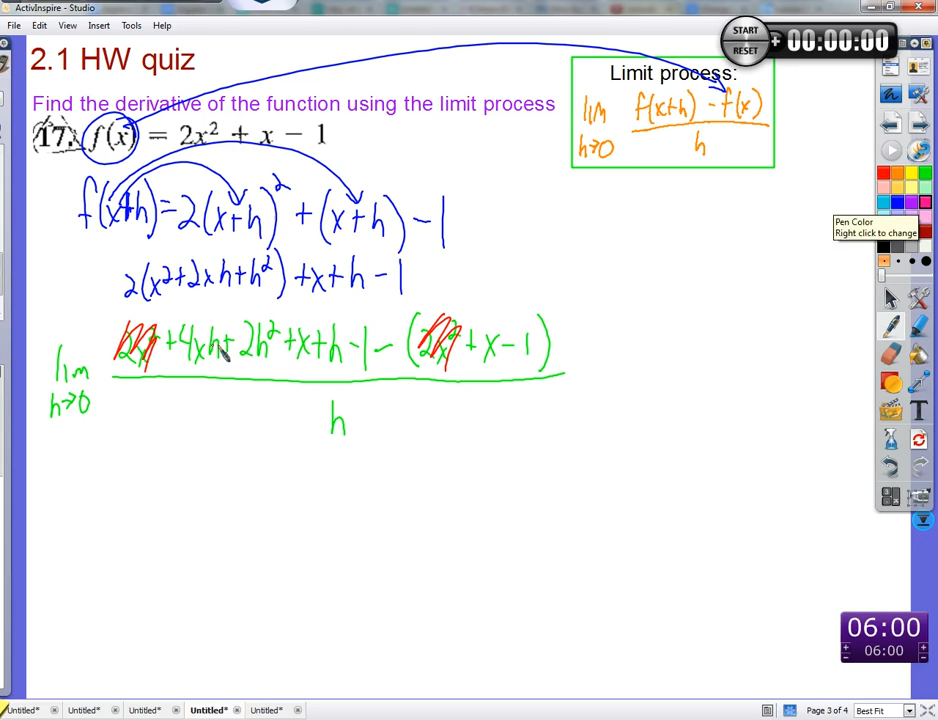 ActivInspire - Studio
File Edit View Insert Tools Help
START
RESET
00:00:00
2.1 HW quiz
Find the derivative of the function using the limit process
17. f(x) = 2x² + x − 1
Limit process:
lim f(x+h) - f(x)
h→0 h
f(x+h) = 2(x+h)² + (x+h) - 1
2(x²+2xh+h²) + x+h - 1
lim 2x² + 4xh + 2h² + x + h - 1 - (2x² + x - 1)
h→0 h
Pen Color
Right click to change
06:00
06:00
Untitled* Untitled* Untitled* Untitled* Untitled* Page 3 of 4 Best Fit